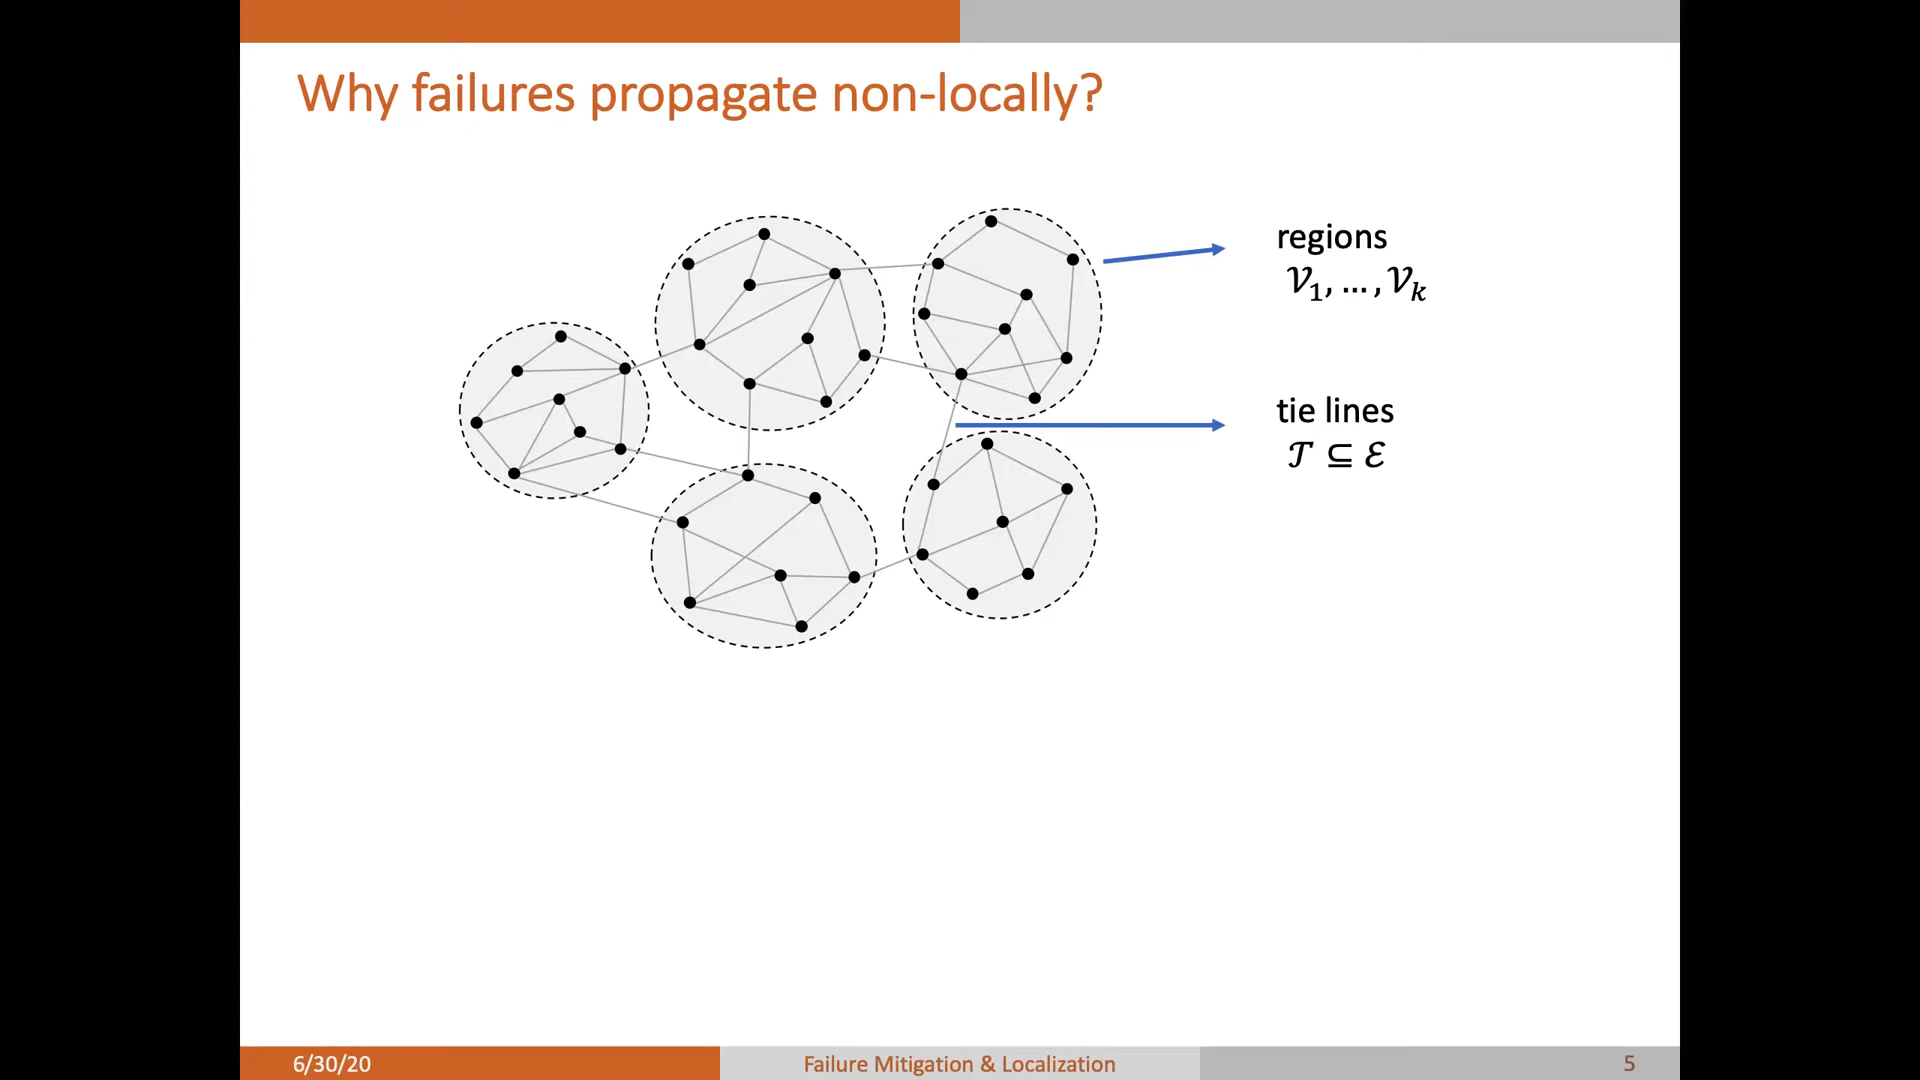 Why failures propagate non-locally?
regions
𝒱₁, … , 𝒱ₖ
tie lines
𝒯 ⊆ ℰ
6/30/20
Failure Mitigation & Localization
5